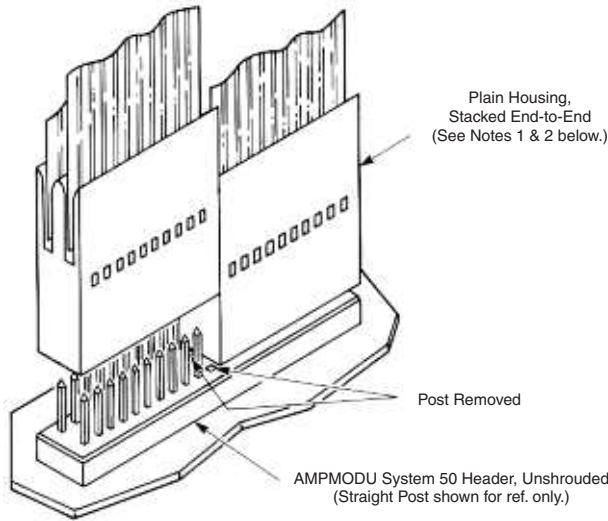 Plain Housing,
Stacked End-to-End
(See Notes 1 & 2 below.)
Post Removed
AMPMODU System 50 Header, Unshrouded
(Straight Post shown for ref. only.)